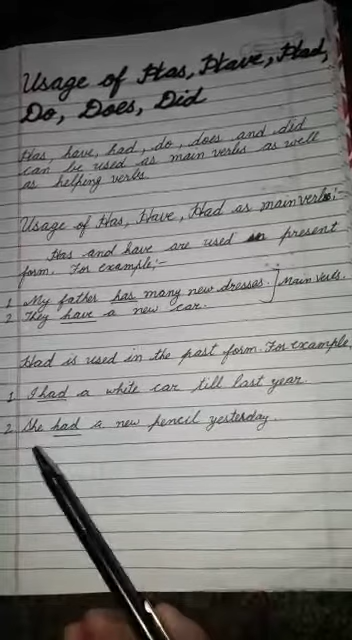 Usage of Has, Have, Had,
Do, Does, Did
Has, have, had, do, does and did
can be used as main verbs as well
as helping verbs
Usage of Has, Have, Had as main verbs:-
Has and have are used in present
form. For example;-
1 My father has many new dresses. ] Main verbs.
2 They have a new car.
Had is used in the past form. For example,
1. I had a white car till last year.
2. She had a new pencil yesterday.